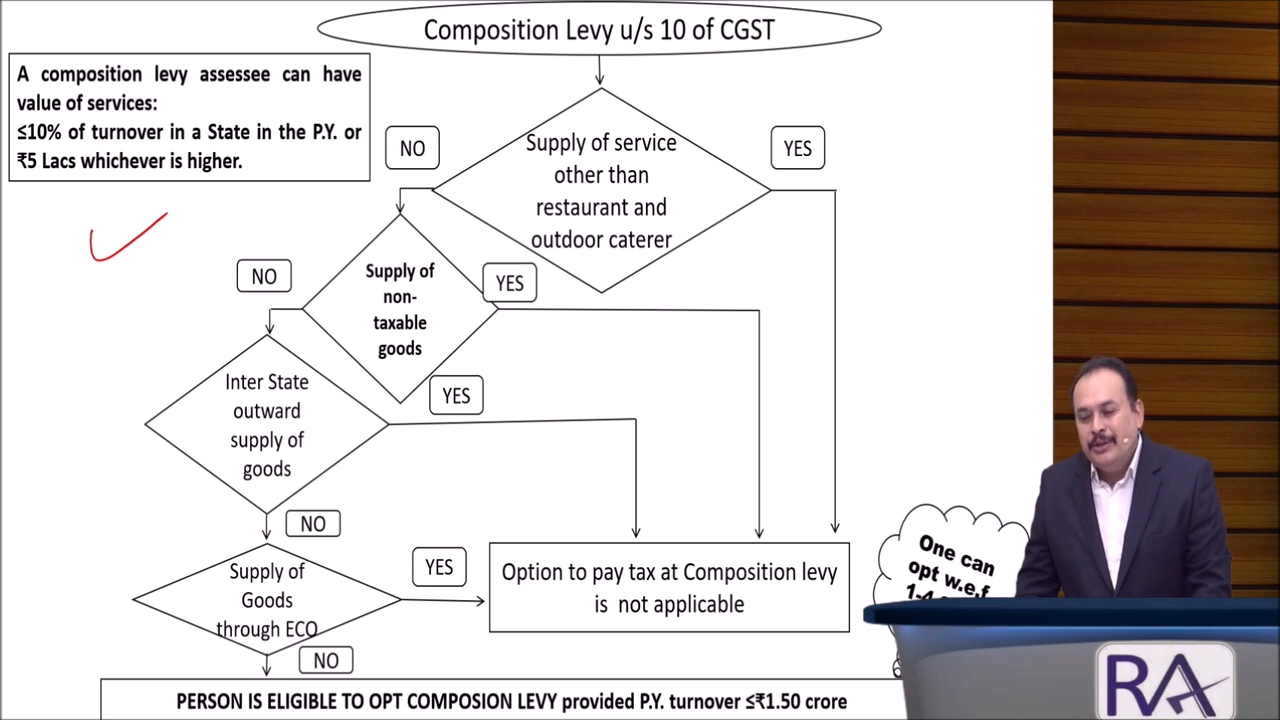 Composition Levy u/s 10 of CGST
A composition levy assessee can have
value of services:
≤10% of turnover in a State in the P.Y. or
₹5 Lacs whichever is higher.
NO
Supply of service
other than
restaurant and
outdoor caterer
YES
NO
Supply of
non-
taxable
goods
YES
Inter State
outward
supply of
goods
YES
NO
Supply of
Goods
through ECO
YES
Option to pay tax at Composition levy
is not applicable
One can
opt w.e.f
NO
PERSON IS ELIGIBLE TO OPT COMPOSION LEVY provided P.Y. turnover ≤₹1.50 crore
RA